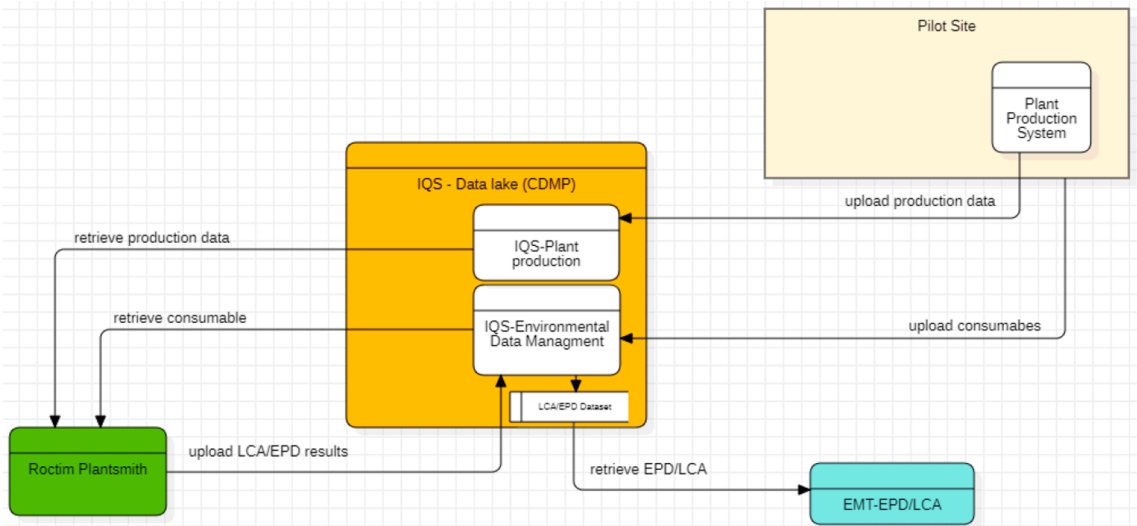 Pilot Site
Plant
Production
System
IQS - Data lake (CDMP)
upload production data
retrieve production data
IQS-Plant
production
retrieve consumable
IQS-Environmental
Data Managment
upload consumabes
LCA/EPD Dataset
upload LCA/EPD results
Roctim Plantsmith
retrieve EPD/LCA
EMT-EPD/LCA